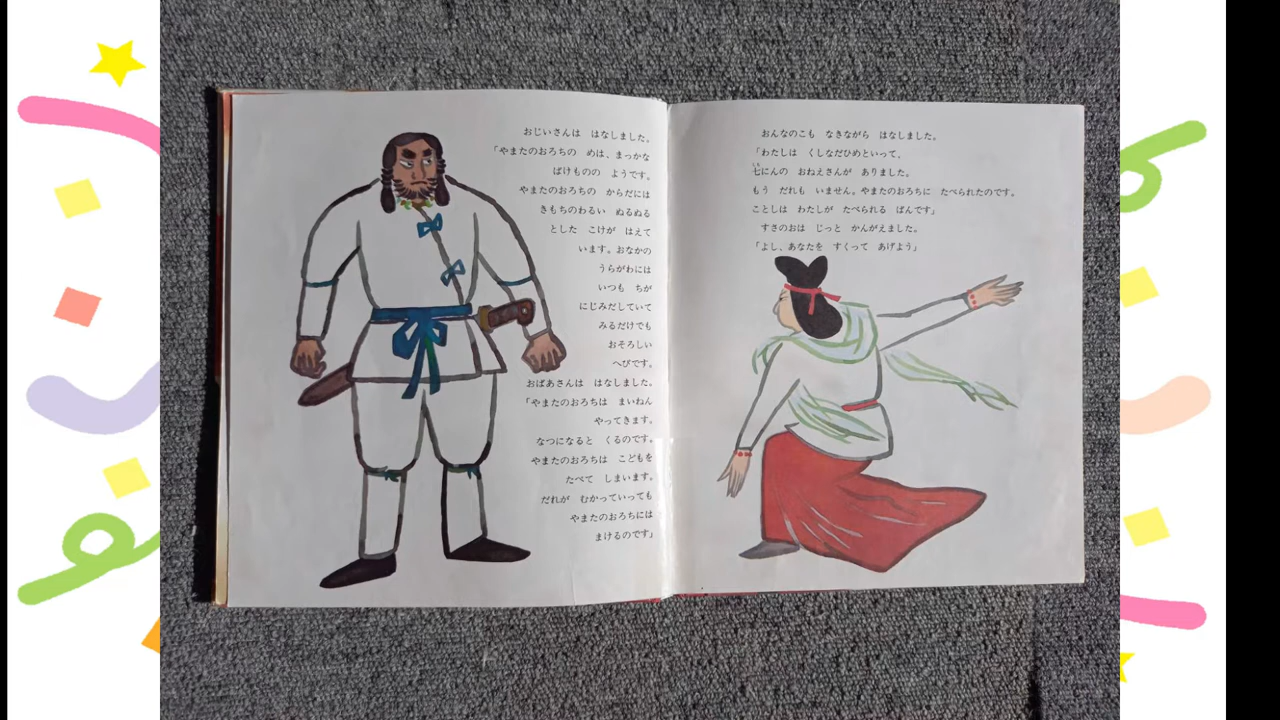 おじいさんは はなしました。
「やまたのおろちの めは、まっかな
ばけものの ようです。
やまたのおろちの からだには
きもちのわるい ぬるぬる
とした こけが はえて
います。おなかの
うらがわには
いつも ちが
にじみだしていて
みるだけでも
おそろしい
へびです。
おばあさんは はなしました。
「やまたのおろちは まいねん
やってきます。
なつになると くるのです。
やまたのおろちは こどもを
たべて しまいます。
だれが むかっていっても
やまたのおろちには
まけるのです」
おんなのこも なきながら はなしました。
「わたしは くしなだひめといって、
七にんの おねえさんが ありました。
もう だれも いません。やまたのおろちに たべられたのです。
ことしは わたしが たべられる ばんです」
すさのおは じっと かんがえました。
「よし、あなたを すくって あげよう」